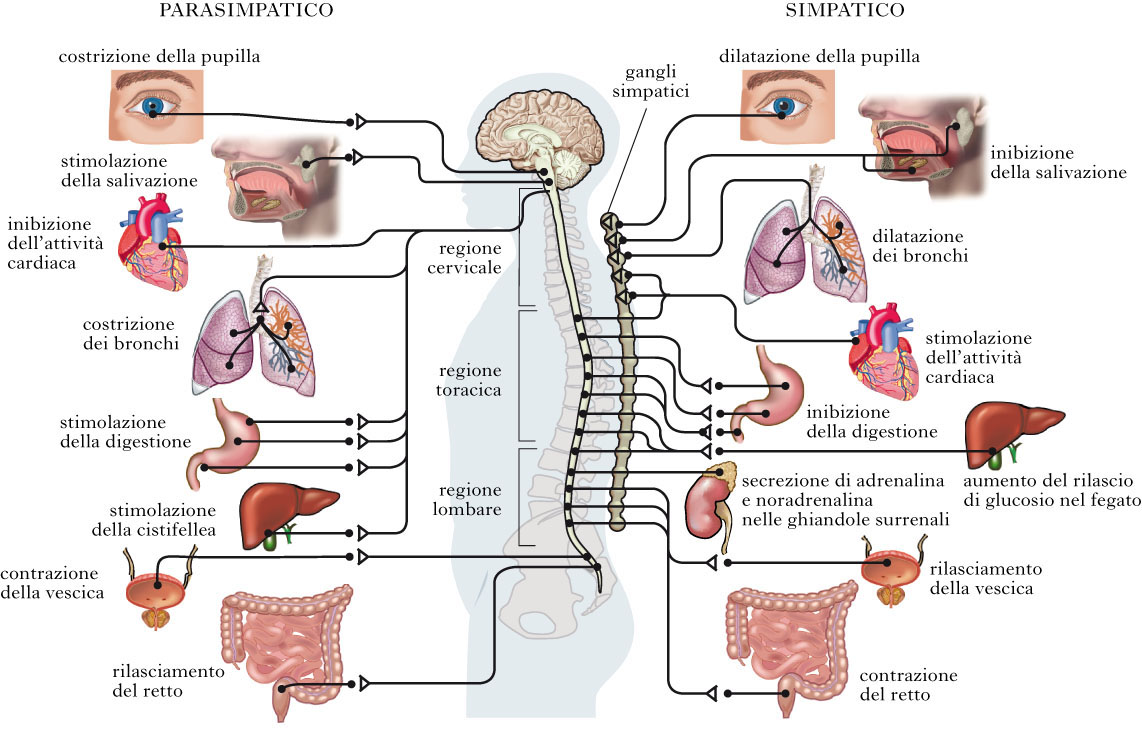 PARASIMPATICO
costrizione della pupilla
stimolazione
della salivazione
inibizione
dell'attività
cardiaca
costrizione
dei bronchi
stimolazione
della digestione
stimolazione
della cistifellea
contrazione
della vescica
rilasciamento
del retto
regione
cervicale
regione
toracica
regione
lombare
SIMPATICO
gangli
simpatici
dilatazione della pupilla
inibizione
della salivazione
dilatazione
dei bronchi
stimolazione
dell'attività
cardiaca
inibizione
della digestione
aumento del rilascio
di glucosio nel fegato
secrezione di adrenalina
e noradrenalina
nelle ghiandole surrenali
rilasciamento
della vescica
contrazione
del retto